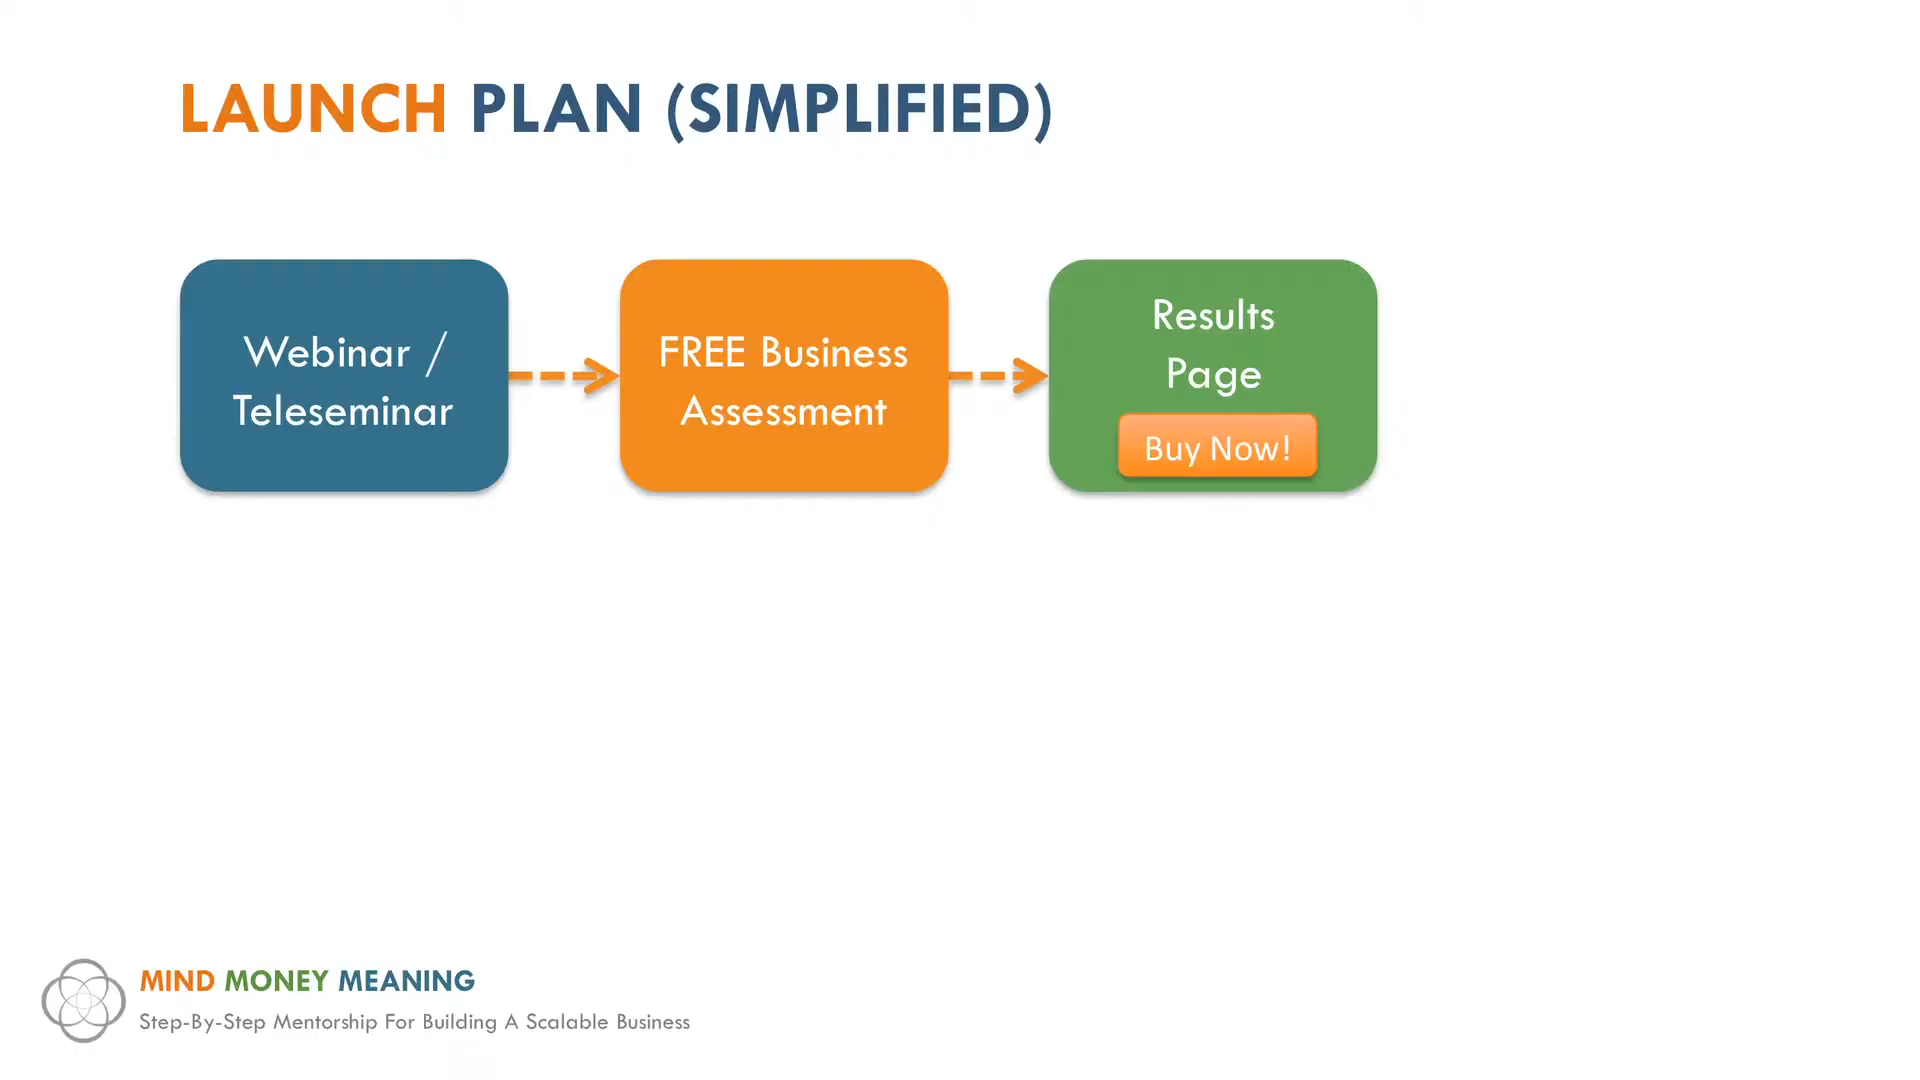 LAUNCH PLAN (SIMPLIFIED)
Webinar /
Teleseminar
FREE Business
Assessment
Results
Page
Buy Now!
MIND MONEY MEANING
Step-By-Step Mentorship For Building A Scalable Business